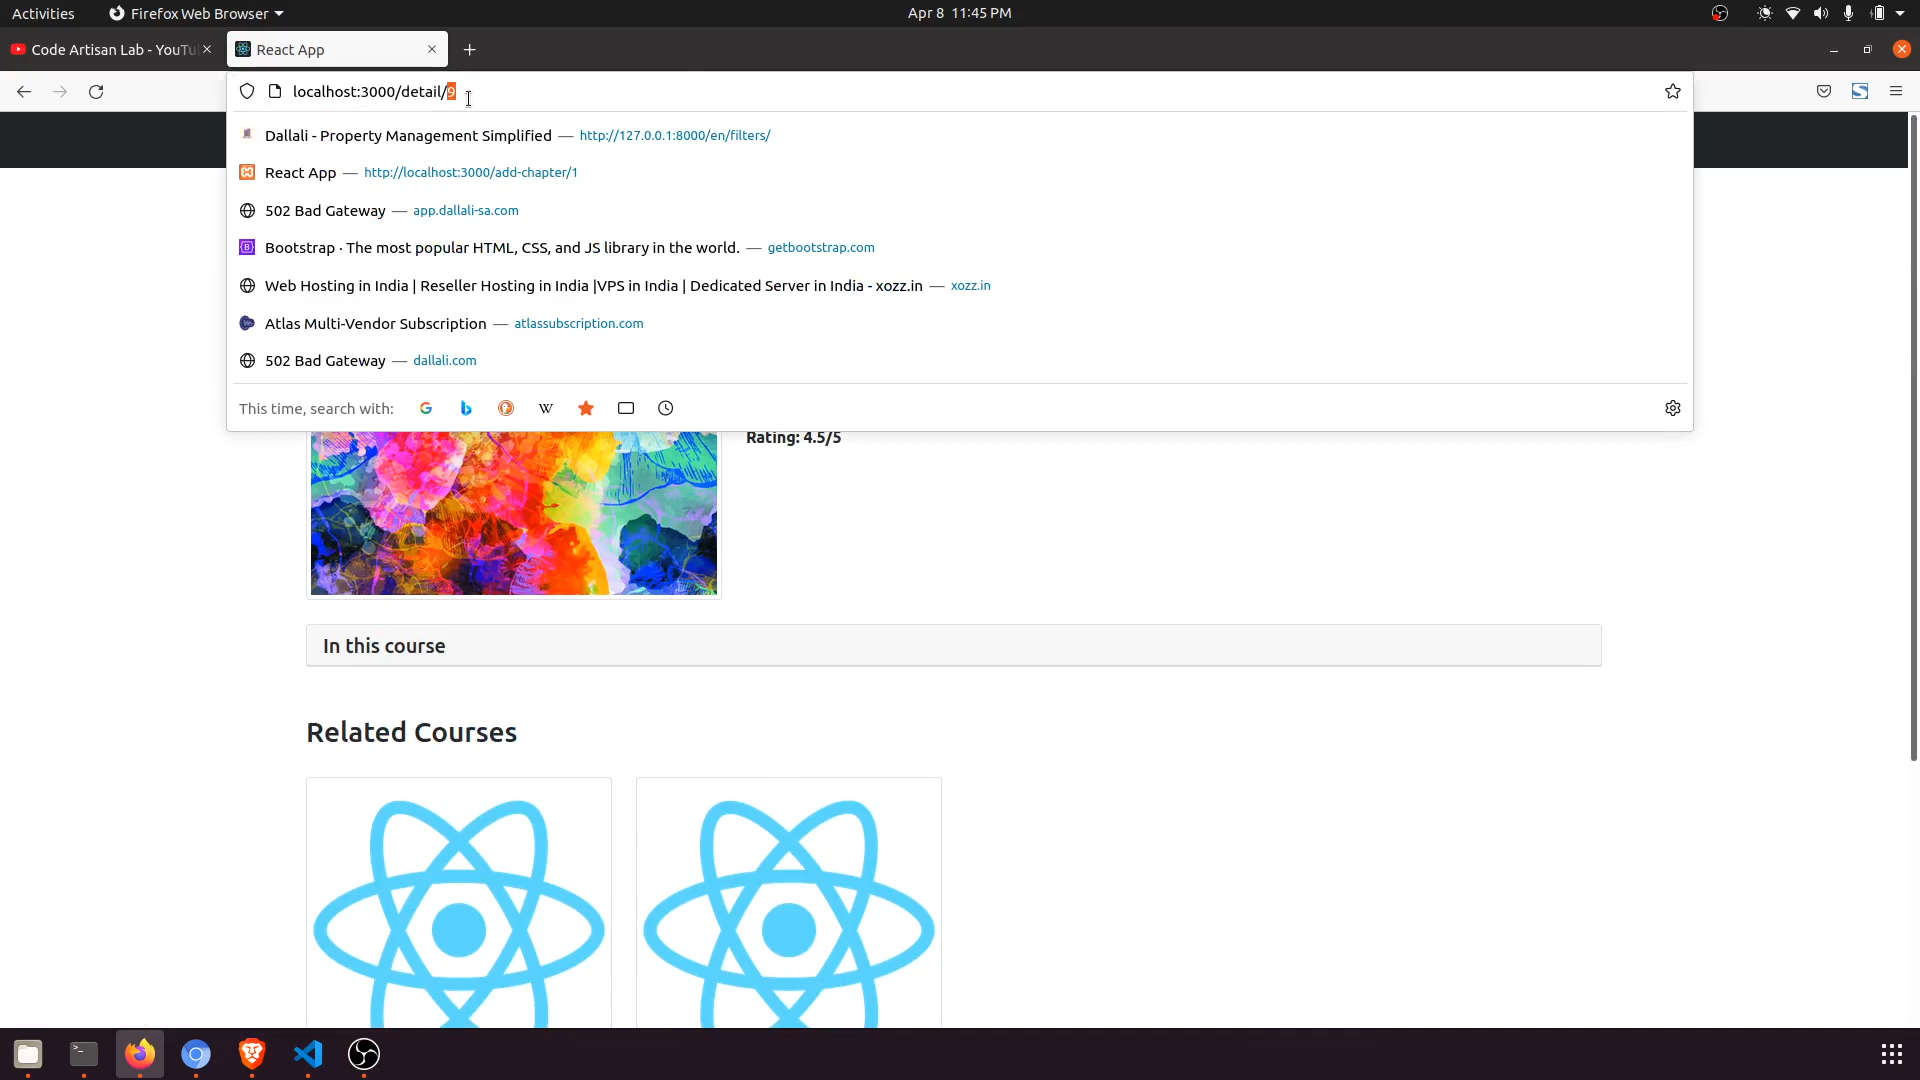 Activities
Firefox Web Browser
Apr 8 11:45 PM
Code Artisan Lab - YouTu
React App
localhost:3000/detail/9
Dallali - Property Management Simplified — http://127.0.0.1:8000/en/filters/
React App — http://localhost:3000/add-chapter/1
502 Bad Gateway — app.dallali-sa.com
Bootstrap · The most popular HTML, CSS, and JS library in the world. — getbootstrap.com
Web Hosting in India | Reseller Hosting in India |VPS in India | Dedicated Server in India - xozz.in — xozz.in
Atlas Multi-Vendor Subscription — atlassubscription.com
502 Bad Gateway — dallali.com
This time, search with:
Rating: 4.5/5
In this course
Related Courses